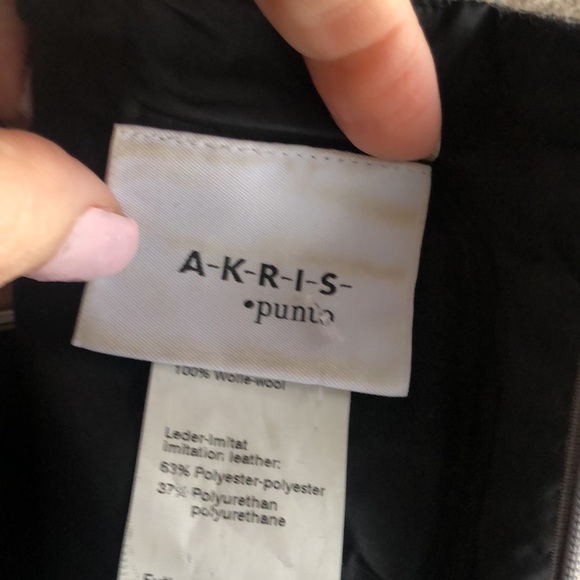 A-K-R-I-S-
•punto
100% Wolle-wool
Leder-Imitat
imitation leather:
63% Polyester-polyester
37% Polyurethan
polyurethane